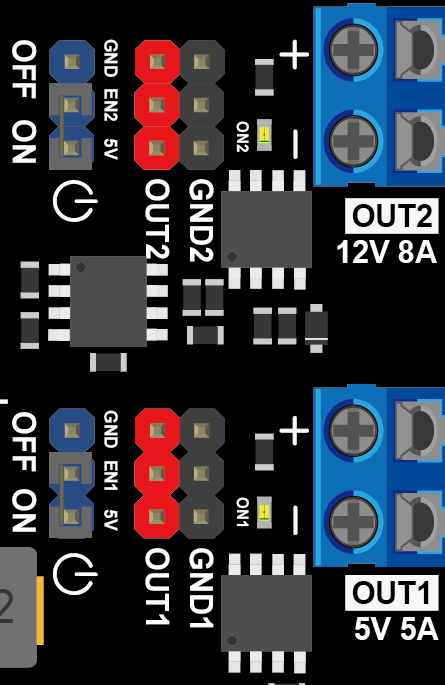 OFF ON
GND EN2 5V
OUT2
GND2
ON2
+
−
OUT2
12V 8A
OFF ON
GND EN1 5V
OUT1
GND1
ON1
+
−
OUT1
5V 5A
2